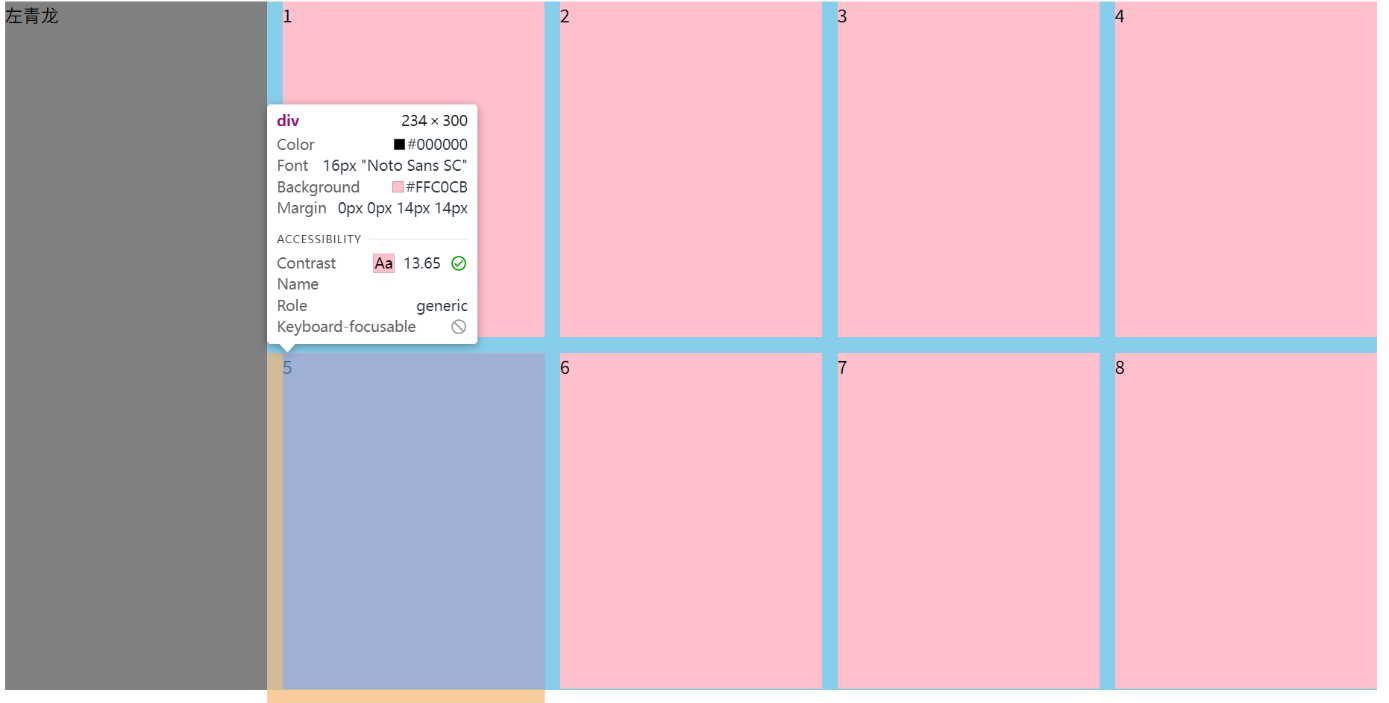 左青龙
1
2
3
4
div 234 × 300
Color #000000
Font 16px "Noto Sans SC"
Background #FFC0CB
Margin 0px 0px 14px 14px
ACCESSIBILITY
Contrast Aa 13.65
Name
Role generic
Keyboard-focusable
5
6
7
8